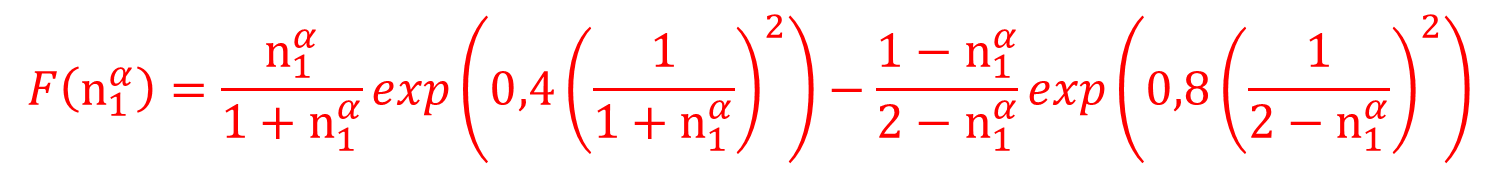 F(n₁^α) = n₁^α/(1 + n₁^α) exp(0,4(1/(1 + n₁^α))²) − (1 − n₁^α)/(2 − n₁^α) exp(0,8(1/(2 − n₁^α))²)